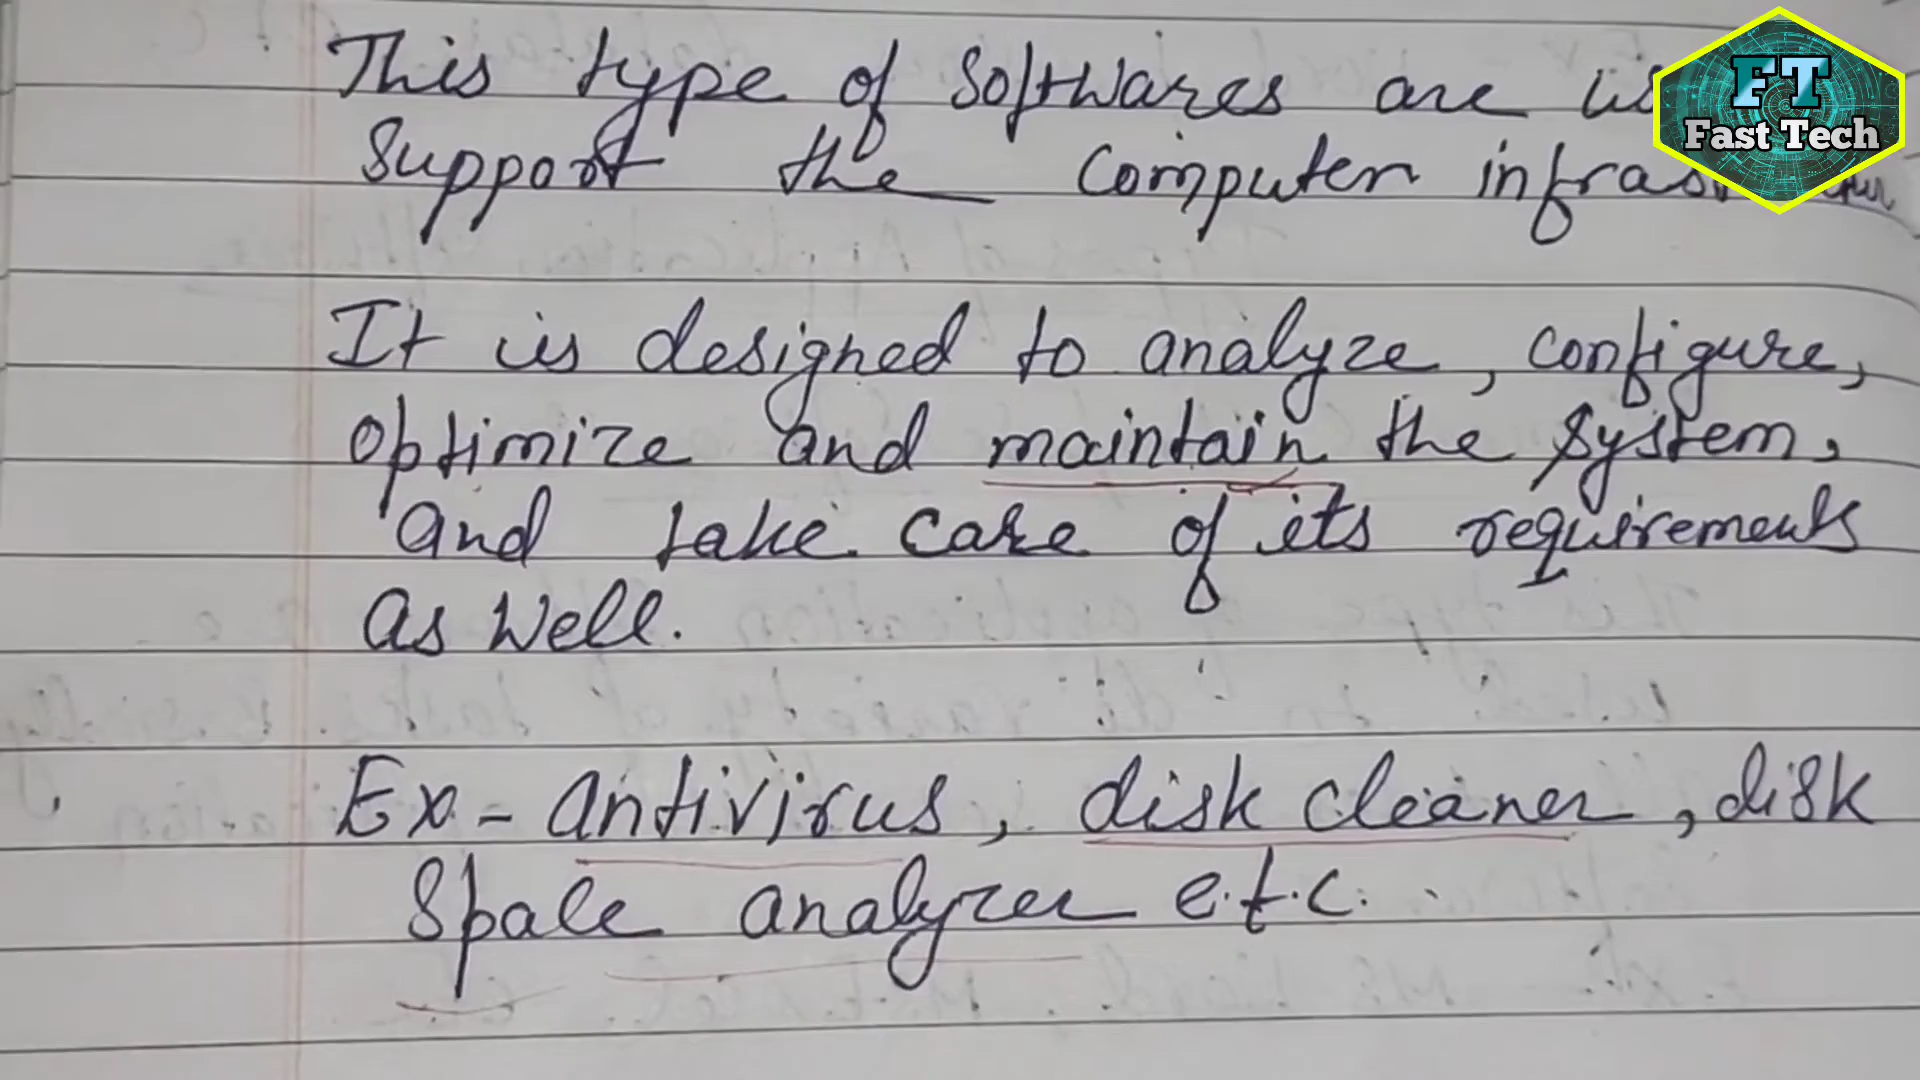 This type of Softwares are
FT
Fast Tech
Support the Computer
It is designed to analyze, configure,
optimize and maintain the system,
and take care of its requirements
as well.
Ex - antivirus, disk cleaner, disk
Space analyzer e.t.c.